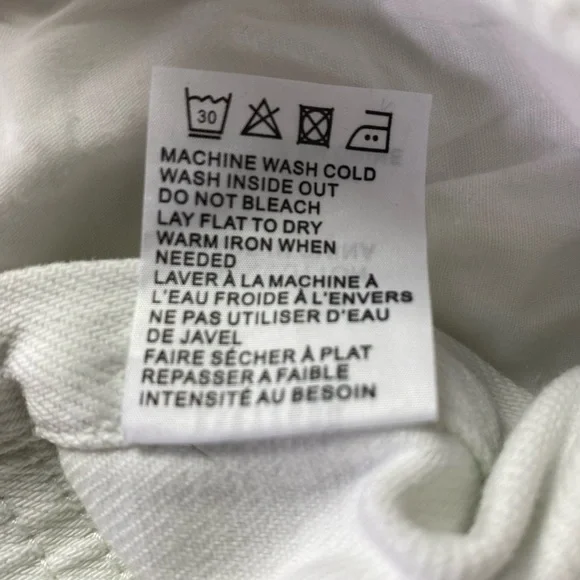 30
MACHINE WASH COLD
WASH INSIDE OUT
DO NOT BLEACH
LAY FLAT TO DRY
WARM IRON WHEN
NEEDED
LAVER À LA MACHINE À
L'EAU FROIDE À L'ENVERS
NE PAS UTILISER D'EAU
DE JAVEL
FAIRE SÉCHER À PLAT
REPASSER A FAIBLE
INTENSITÉ AU BESOIN